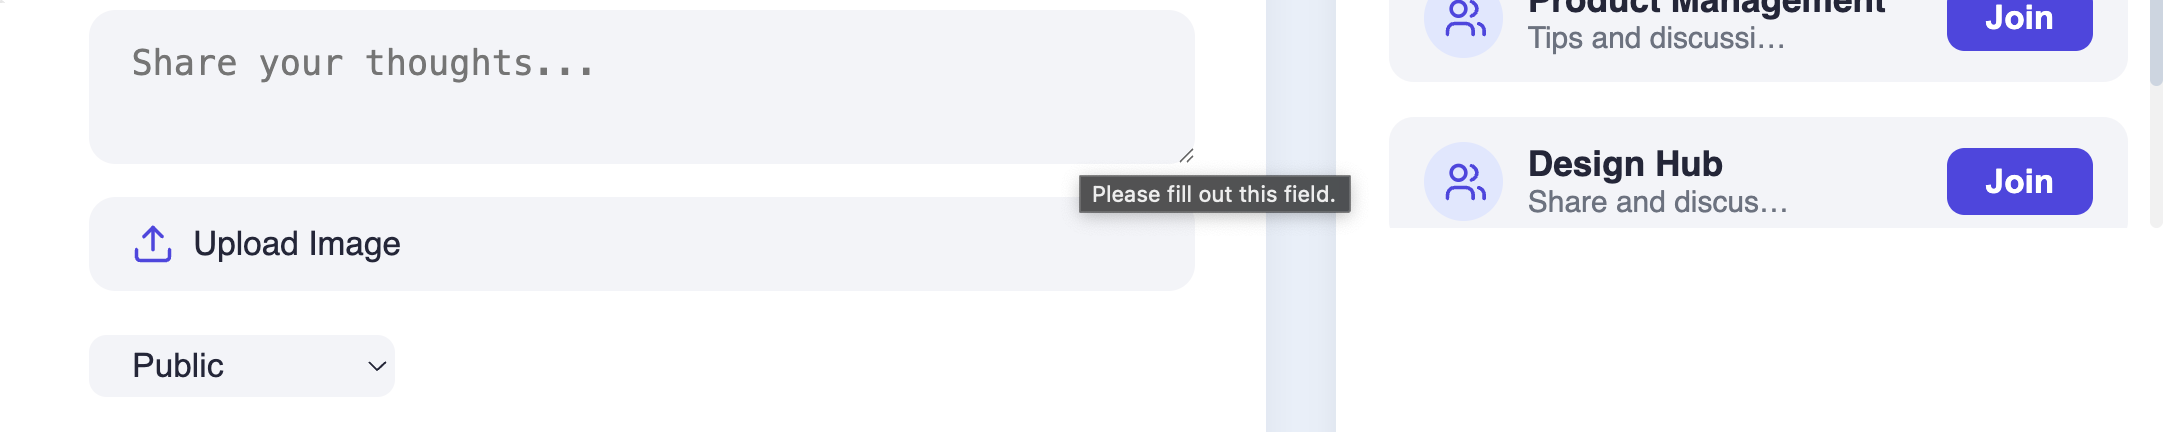 Share your thoughts...
Please fill out this field.
Upload Image
Public
Product Management
Tips and discussi...
Join
Design Hub
Share and discus...
Join